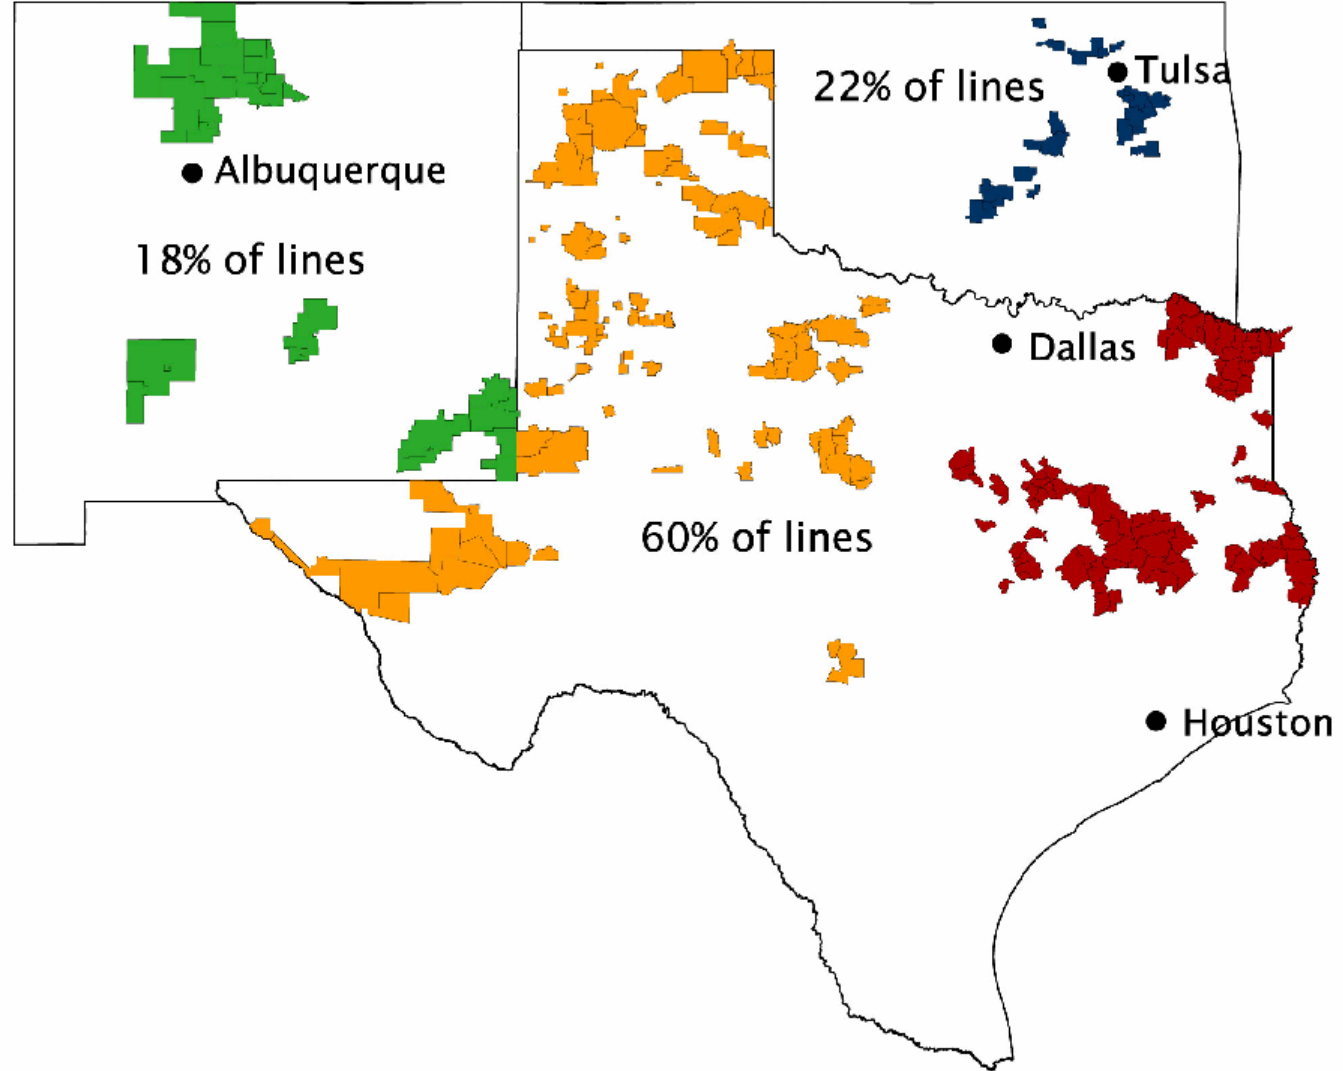 22% of lines
Tulsa
Albuquerque
18% of lines
Dallas
60% of lines
Houston